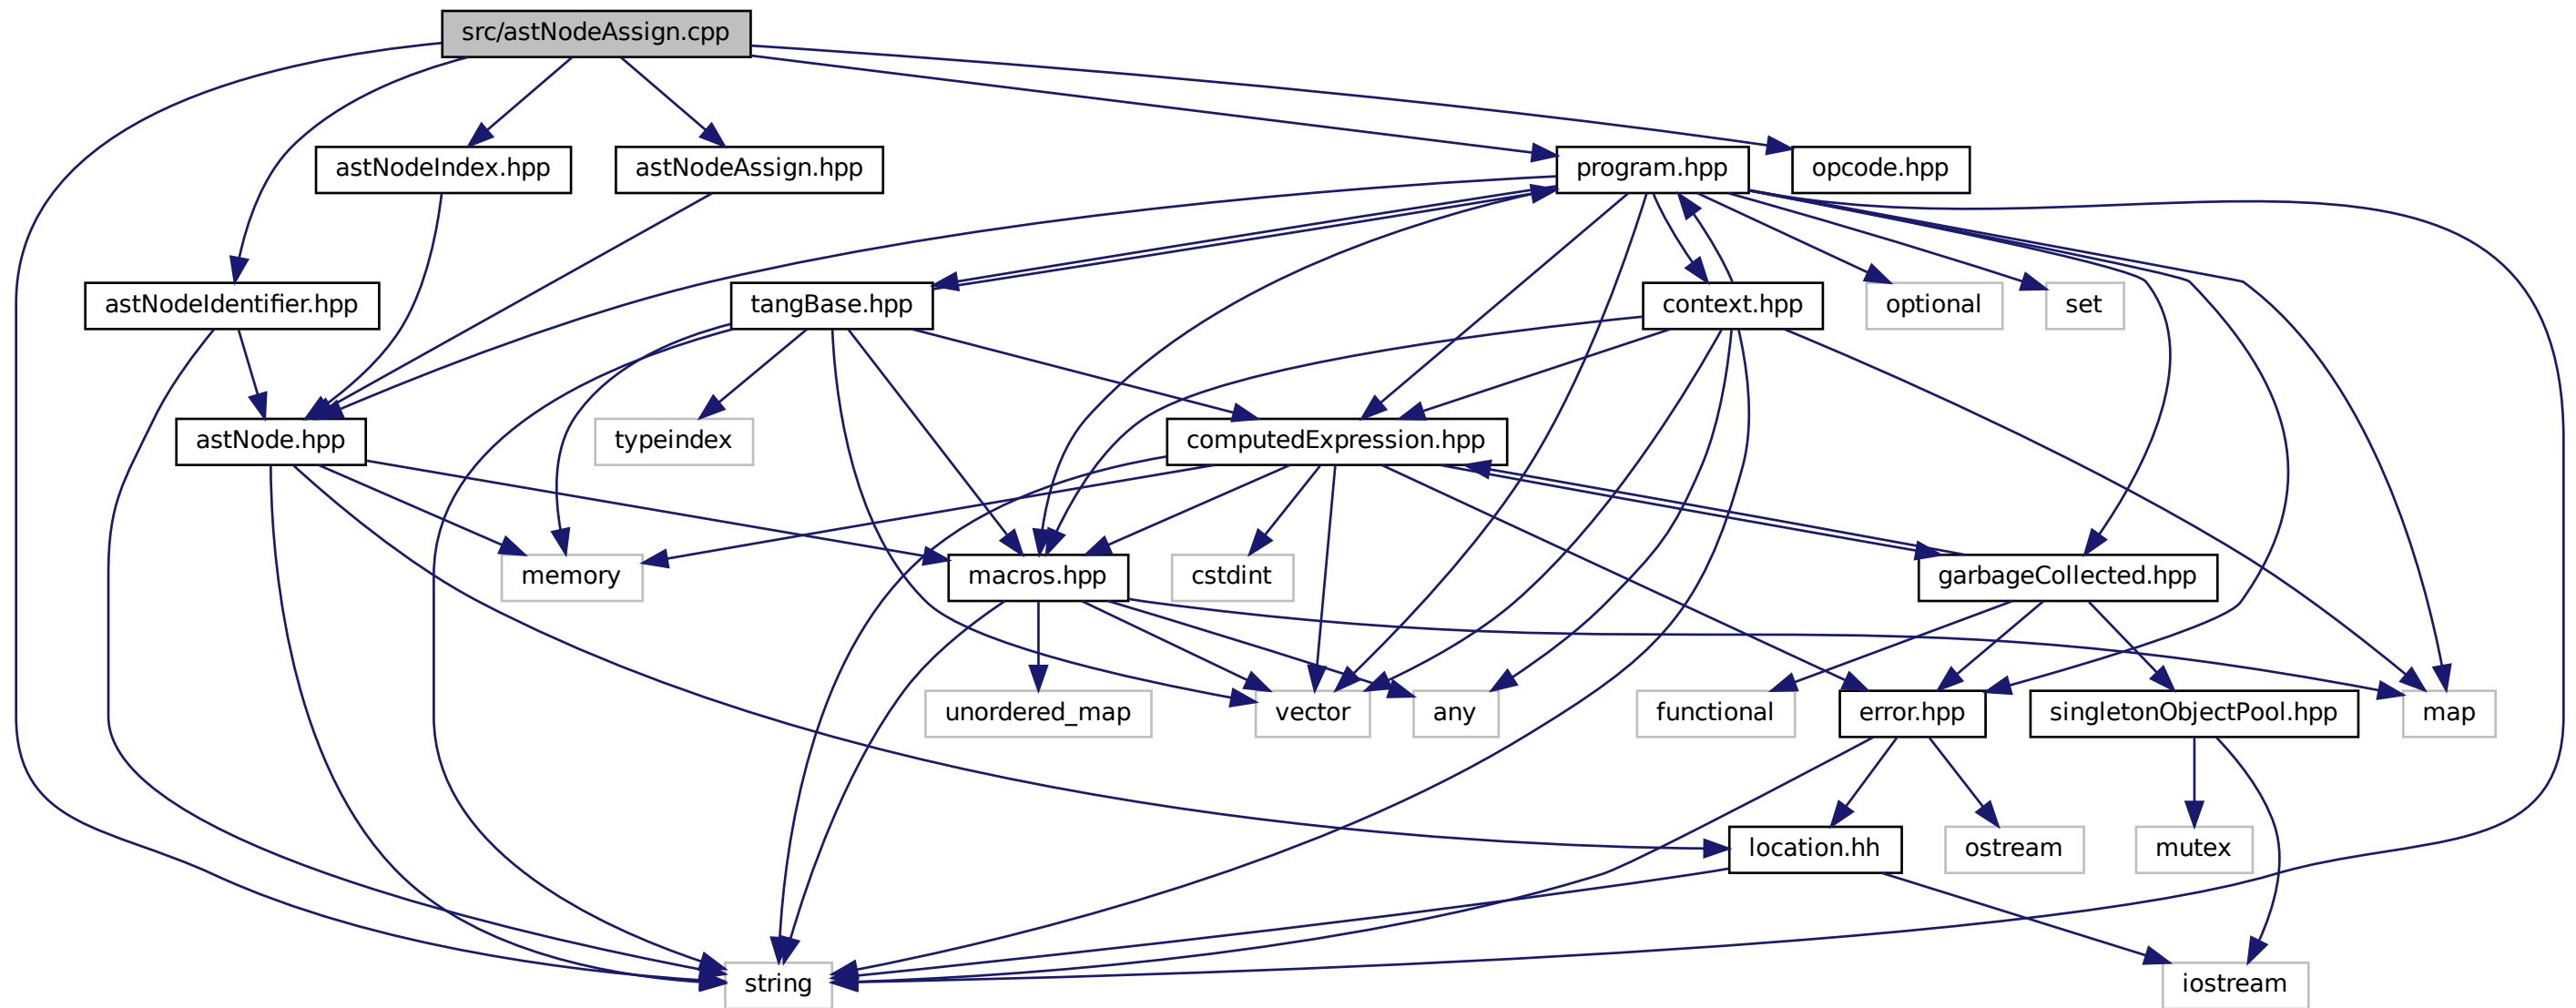 src/astNodeAssign.cpp
astNodeIndex.hpp
astNodeAssign.hpp
program.hpp
opcode.hpp
astNodeIdentifier.hpp
tangBase.hpp
context.hpp
optional
set
astNode.hpp
typeindex
computedExpression.hpp
memory
macros.hpp
cstdint
garbageCollected.hpp
unordered_map
vector
any
functional
error.hpp
singletonObjectPool.hpp
map
location.hh
ostream
mutex
string
iostream